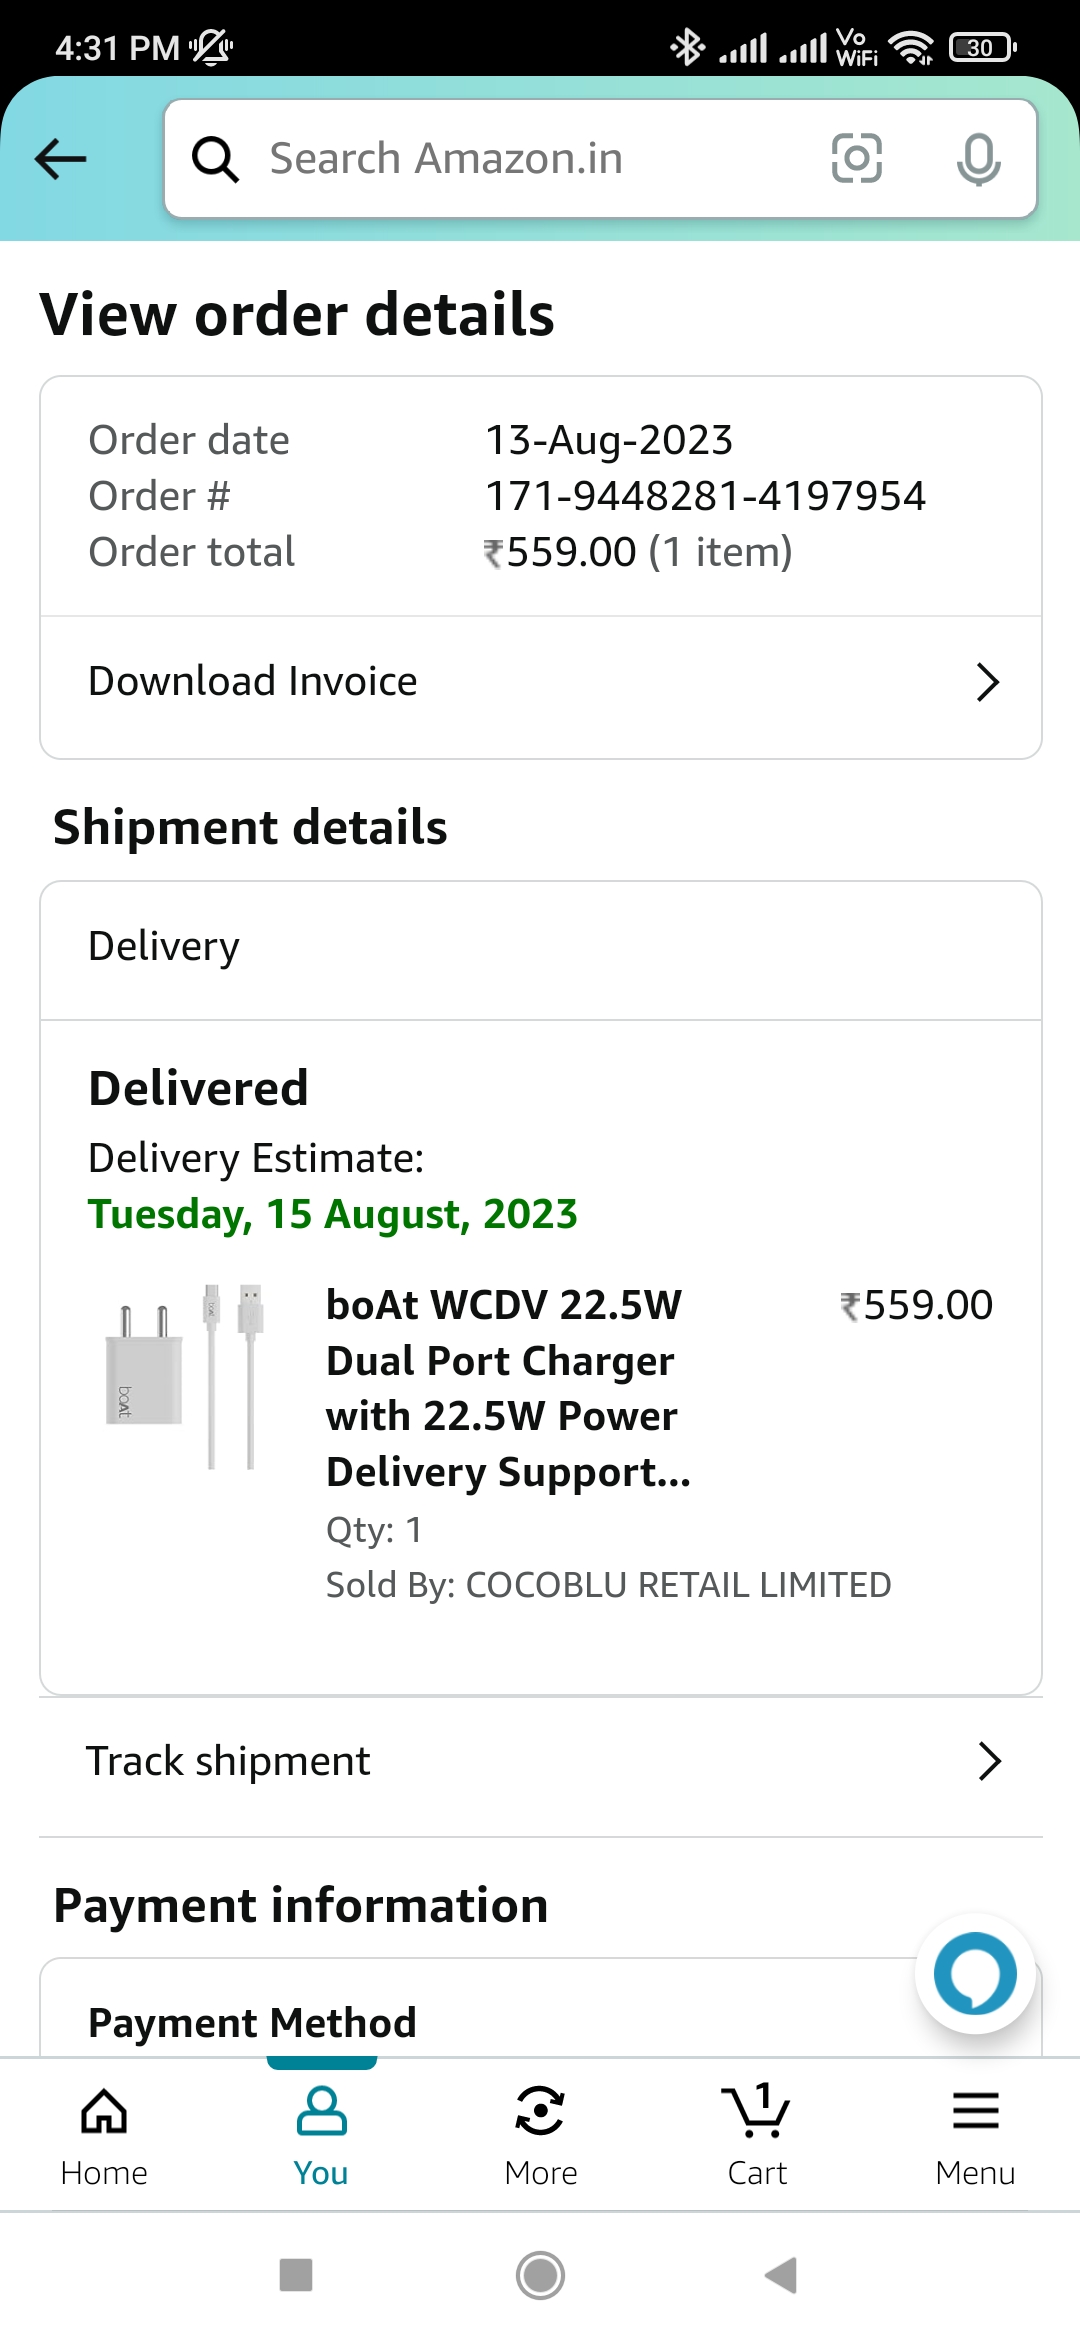 4:31 PM
Vo
WiFi
30
Search Amazon.in
View order details
Order date 13-Aug-2023
Order # 171-9448281-4197954
Order total ₹559.00 (1 item)
Download Invoice
Shipment details
Delivery
Delivered
Delivery Estimate:
Tuesday, 15 August, 2023
boAt
boAt WCDV 22.5W ₹559.00
Dual Port Charger
with 22.5W Power
Delivery Support...
Qty: 1
Sold By: COCOBLU RETAIL LIMITED
Track shipment
Payment information
Payment Method
1
Home You More Cart Menu